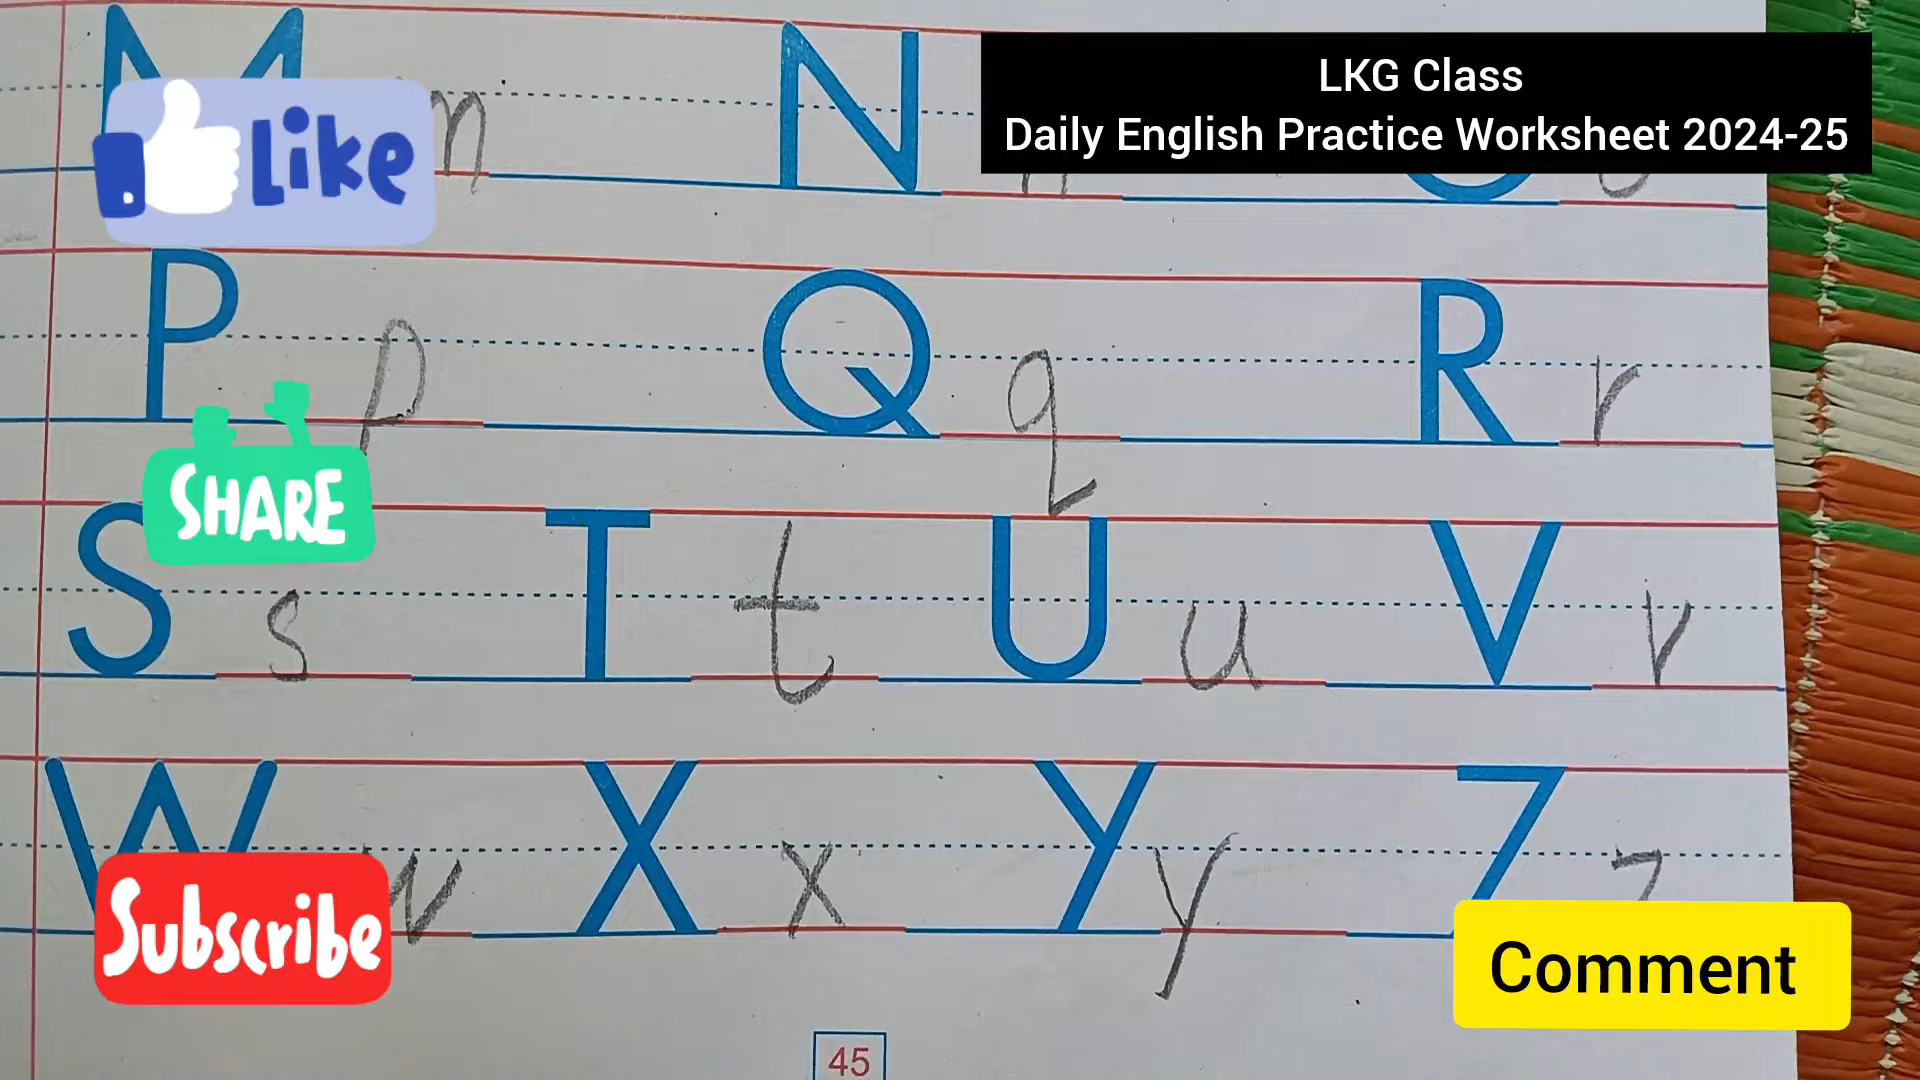 LKG Class
Daily English Practice Worksheet 2024-25
M m N n
Like
P p Q q R r
SHARE
S s T t U u V v
W w X x Y y Z z
Subscribe
Comment
45